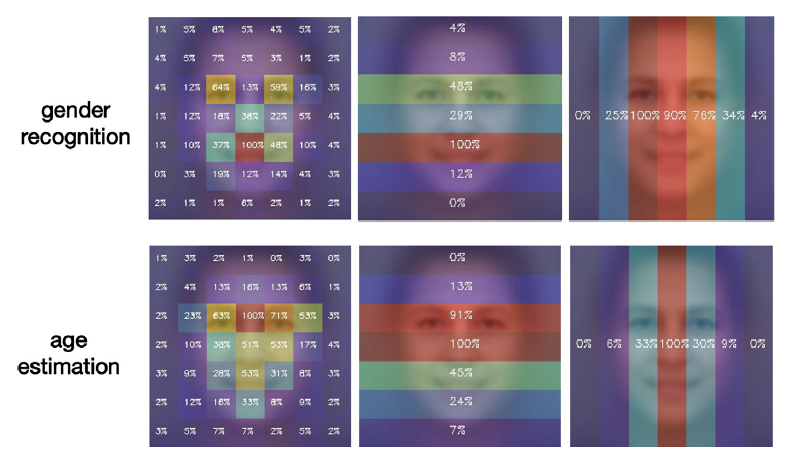 1% 5% 6% 5% 4% 5% 2%
4% 5% 7% 5% 3% 1% 2%
4% 12% 64% 13% 59% 16% 3%
1% 12% 18% 36% 22% 5% 4%
1% 10% 37% 100% 48% 10% 4%
0% 3% 19% 12% 14% 4% 3%
2% 1% 1% 6% 2% 1% 2%
4%
8%
48%
29%
100%
12%
0%
0% 25% 100% 90% 76% 34% 4%
gender
recognition
1% 3% 2% 1% 0% 3% 0%
2% 4% 13% 16% 13% 6% 1%
2% 23% 63% 100% 71% 53% 3%
2% 10% 36% 51% 53% 17% 4%
3% 9% 28% 53% 31% 8% 3%
2% 12% 16% 33% 8% 9% 2%
3% 5% 7% 7% 2% 5% 2%
0%
13%
91%
100%
45%
24%
7%
0% 6% 33% 100% 30% 9% 0%
age
estimation